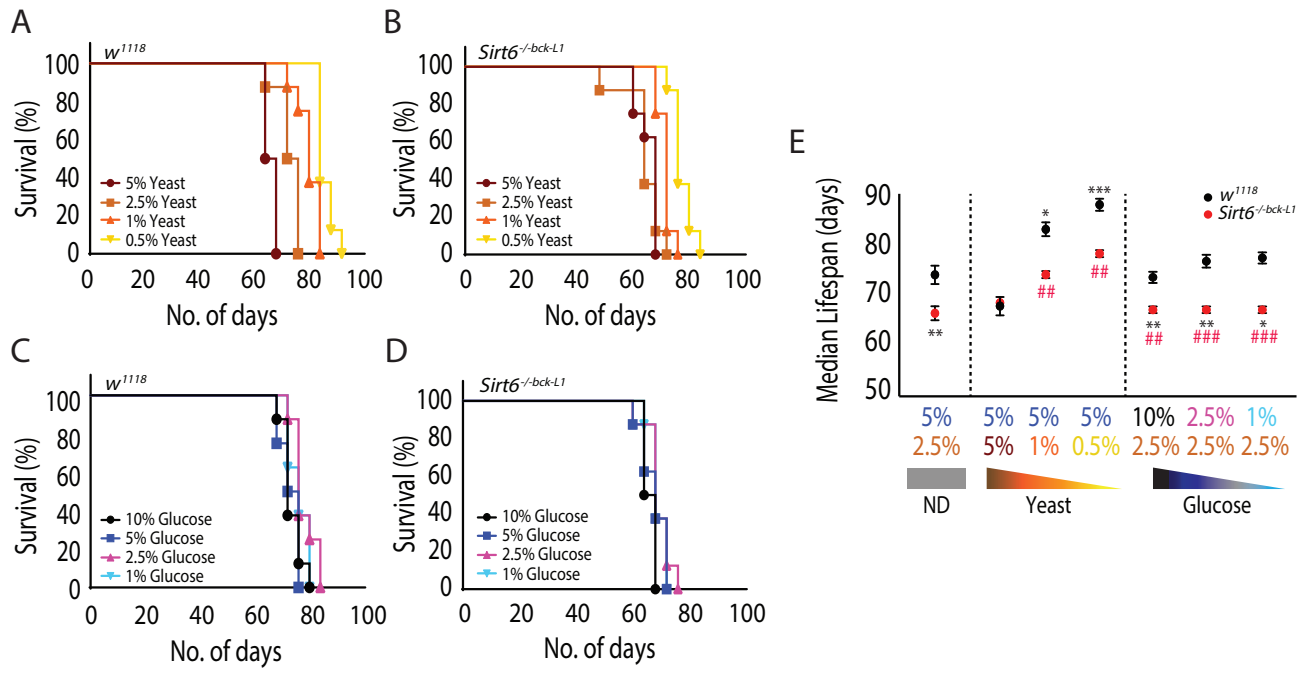 A
w1118
Survival (%)
100
80
60
40
20
0
5% Yeast
2.5% Yeast
1% Yeast
0.5% Yeast
0 20 40 60 80 100
No. of days
B
Sirt6-/-bck-L1
Survival (%)
100
80
60
40
20
0
5% Yeast
2.5% Yeast
1% Yeast
0.5% Yeast
0 20 40 60 80 100
No. of days
C
w1118
Survival (%)
100
80
60
40
20
0
10% Glucose
5% Glucose
2.5% Glucose
1% Glucose
0 20 40 60 80 100
No. of days
D
Sirt6-/-bck-L1
Survival (%)
100
80
60
40
20
0
10% Glucose
5% Glucose
2.5% Glucose
1% Glucose
0 20 40 60 80 100
No. of days
E
Median Lifespan (days)
90
80
70
60
50
w1118
Sirt6-/-bck-L1
* ***
## ##
** ** ** *
## ### ###
5% 5% 5% 5% 10% 2.5% 1%
2.5% 5% 1% 0.5% 2.5% 2.5% 2.5%
ND Yeast Glucose